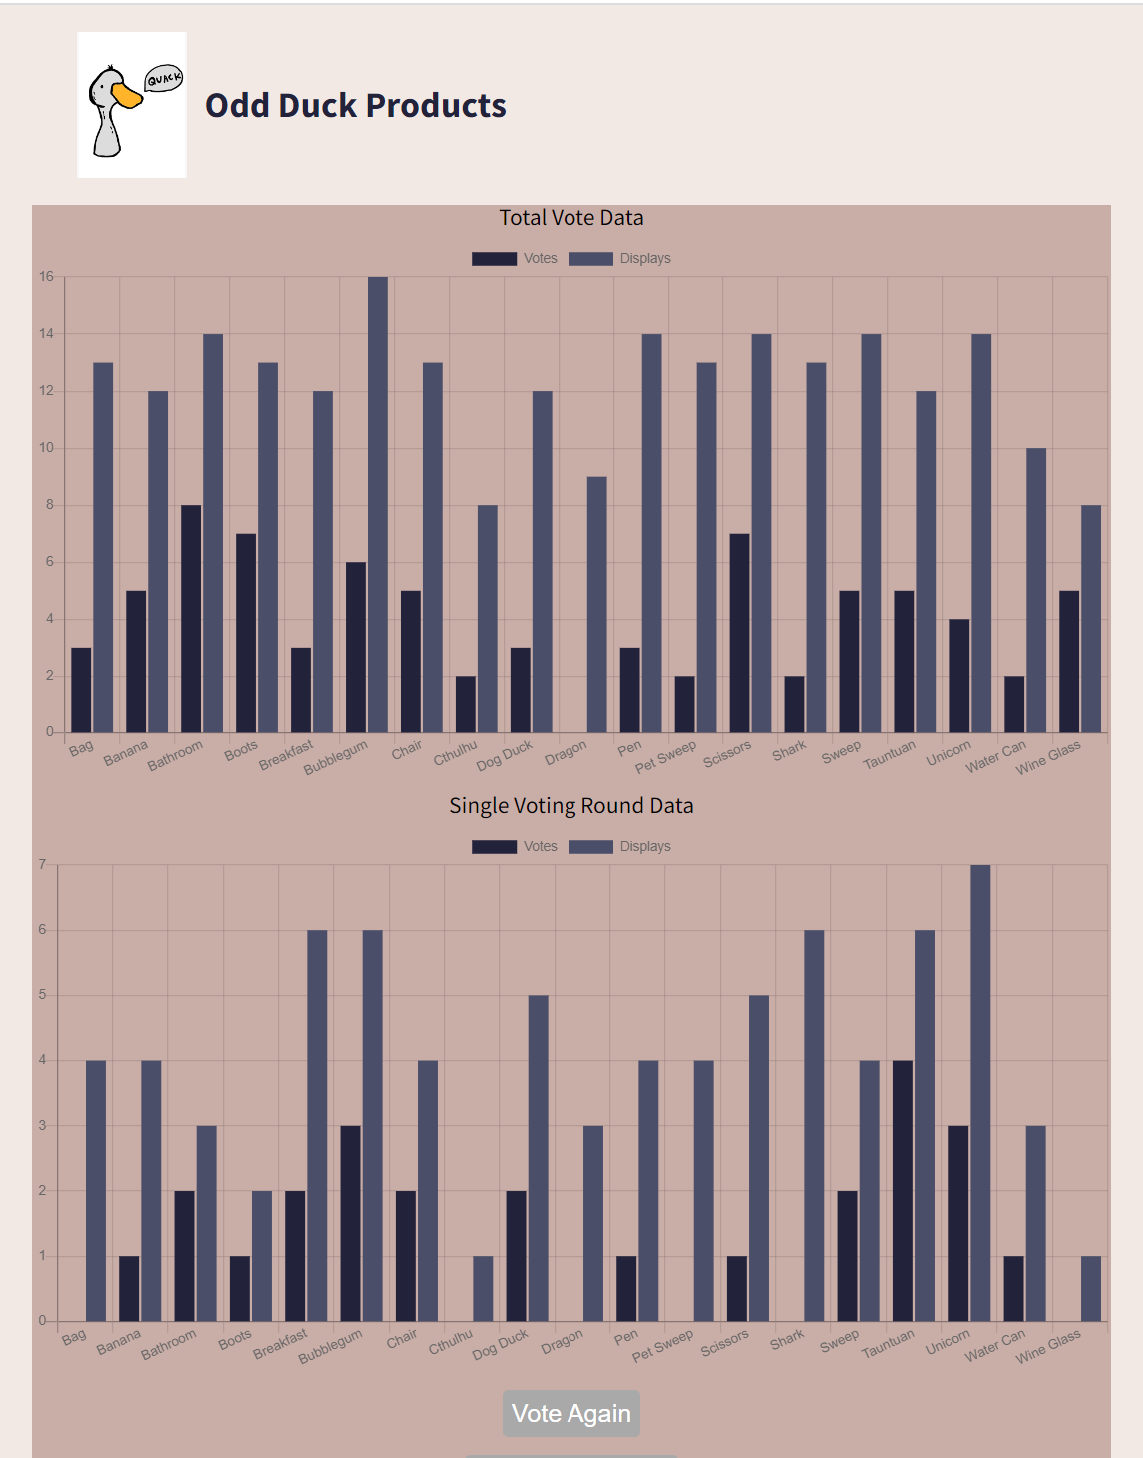 QUACK
Odd Duck Products
Total Vote Data
Votes Displays
16
14
12
10
8
6
4
2
0
Bag Banana Bathroom Boots Breakfast Bubblegum Chair Cthulhu Dog Duck Dragon Pen Pet Sweep Scissors Shark Sweep Tauntuan Unicorn Water Can Wine Glass
Single Voting Round Data
Votes Displays
7
6
5
4
3
2
1
0
Bag Banana Bathroom Boots Breakfast Bubblegum Chair Cthulhu Dog Duck Dragon Pen Pet Sweep Scissors Shark Sweep Tauntuan Unicorn Water Can Wine Glass
Vote Again